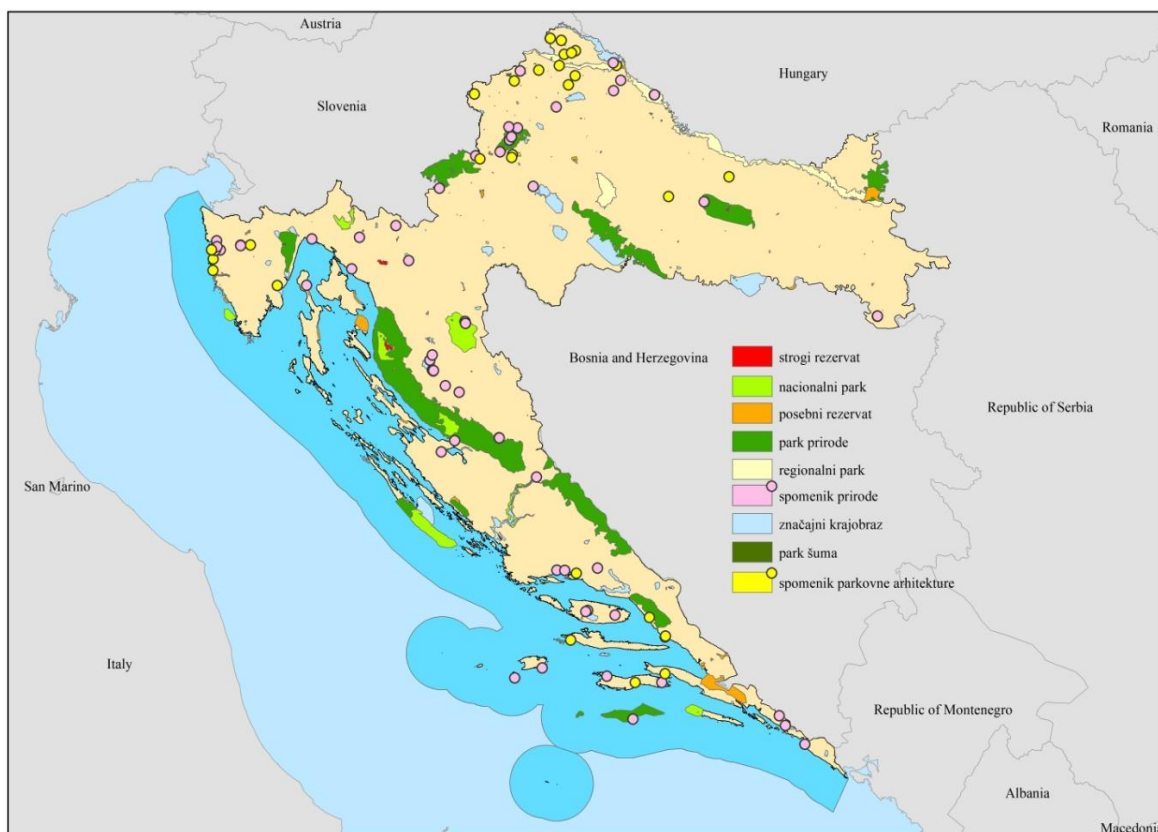 Austria
Hungary
Slovenia
Romania
Bosnia and Herzegovina
Republic of Serbia
San Marino
Italy
Republic of Montenegro
Albania
Macedonia
strogi rezervat
nacionalni park
posebni rezervat
park prirode
regionalni park
spomenik prirode
značajni krajobraz
park šuma
spomenik parkovne arhitekture